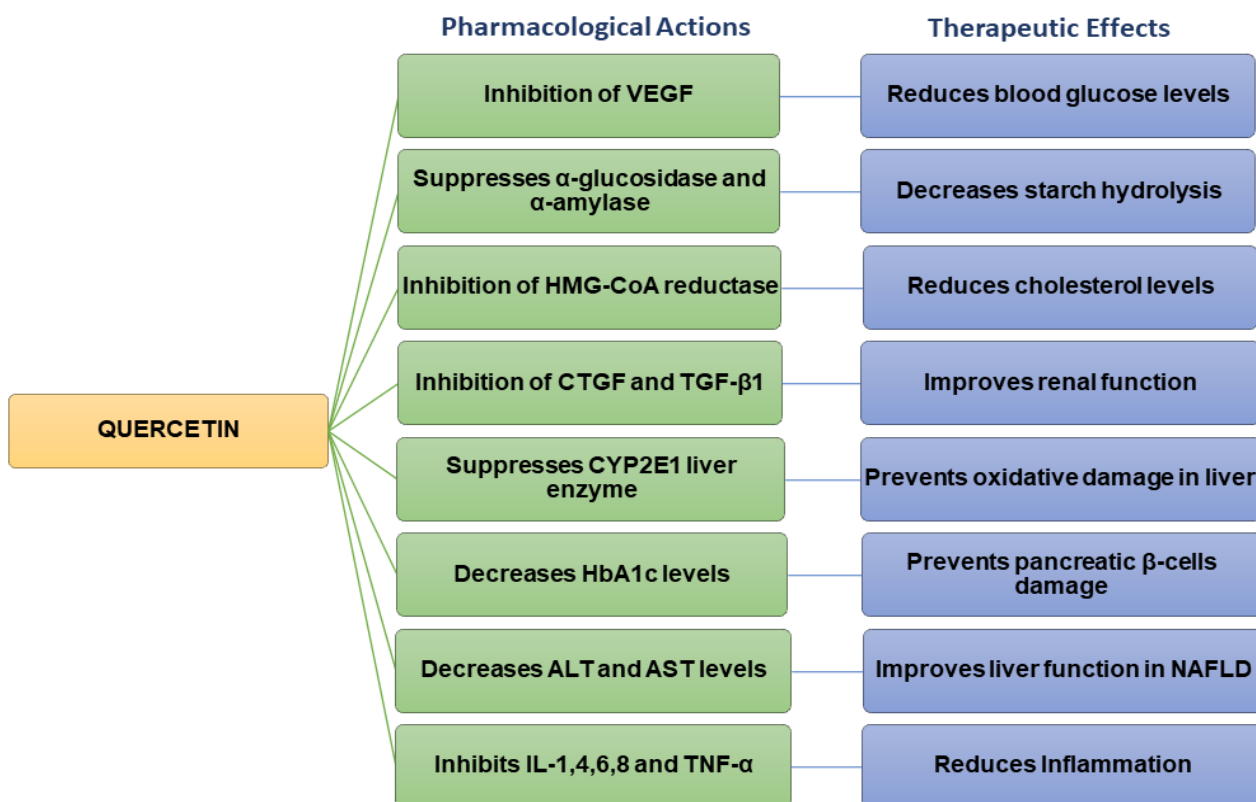 Pharmacological Actions
Therapeutic Effects
QUERCETIN
Inhibition of VEGF
Reduces blood glucose levels
Suppresses α-glucosidase and
α-amylase
Decreases starch hydrolysis
Inhibition of HMG-CoA reductase
Reduces cholesterol levels
Inhibition of CTGF and TGF-β1
Improves renal function
Suppresses CYP2E1 liver
enzyme
Prevents oxidative damage in liver
Decreases HbA1c levels
Prevents pancreatic β-cells
damage
Decreases ALT and AST levels
Improves liver function in NAFLD
Inhibits IL-1,4,6,8 and TNF-α
Reduces Inflammation